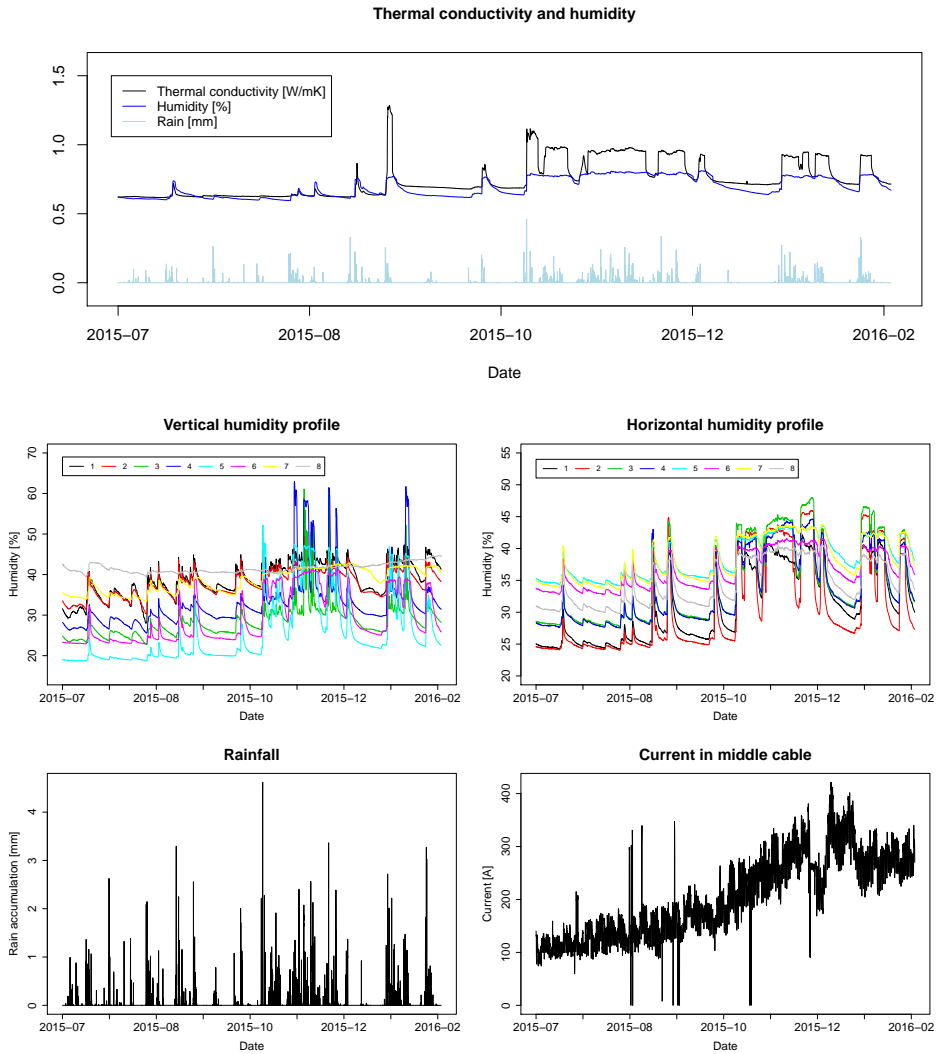 Thermal conductivity and humidity
1.5
1.0
0.5
0.0
Thermal conductivity [W/mK]
Humidity [%]
Rain [mm]
2015−07 2015−08 2015−10 2015−12 2016−02
Date
Vertical humidity profile
Humidity [%]
70
60
50
40
30
20
1 2 3 4 5 6 7 8
2015−07 2015−08 2015−10 2015−12 2016−02
Date
Horizontal humidity profile
Humidity [%]
55
50
45
40
35
30
25
20
1 2 3 4 5 6 7 8
2015−07 2015−08 2015−10 2015−12 2016−02
Date
Rainfall
Rain accumulation [mm]
4
3
2
1
0
2015−07 2015−08 2015−10 2015−12 2016−02
Date
Current in middle cable
Current [A]
400
300
200
100
0
2015−07 2015−08 2015−10 2015−12 2016−02
Date